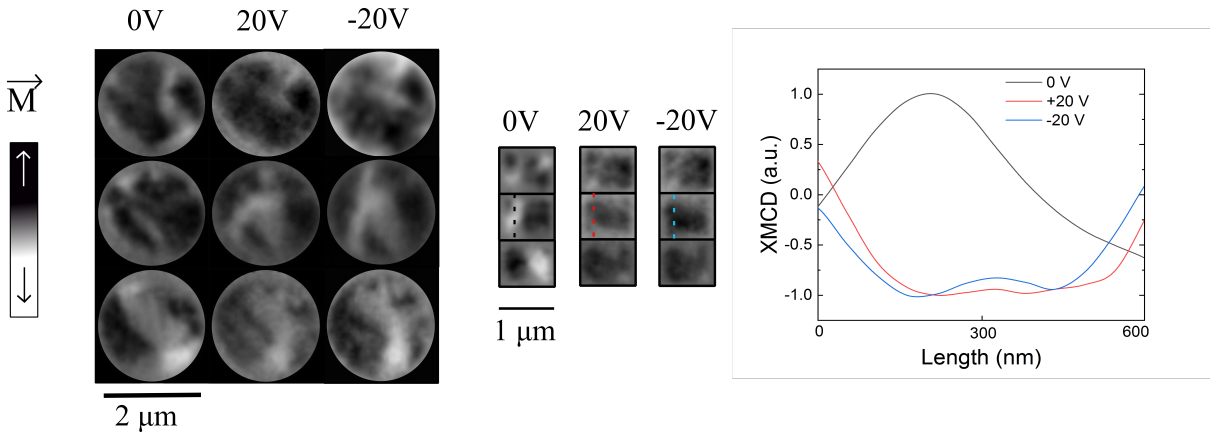 0V 20V -20V
M
2 μm
0V 20V -20V
1 μm
0 V
+20 V
-20 V
1.0
0.5
0.0
-0.5
-1.0
XMCD (a.u.)
0 300 600
Length (nm)